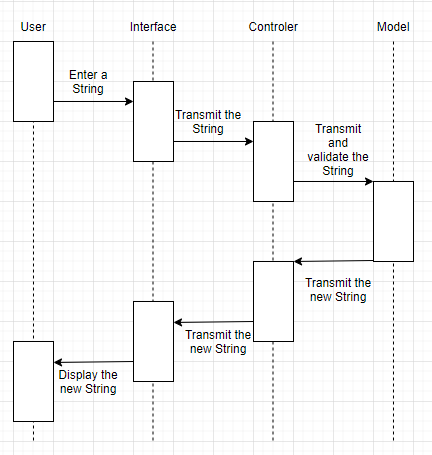 User
Interface
Controler
Model
Enter a
String
Transmit the
String
Transmit
and
validate the
String
Transmit the
new String
Transmit the
new String
Display the
new String